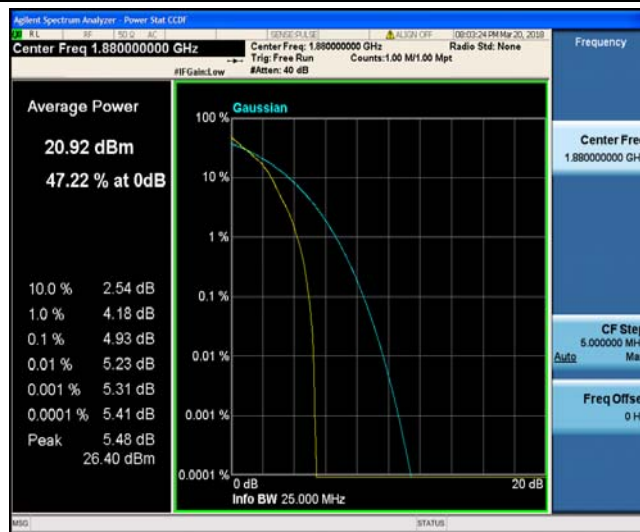 Agilent Spectrum Analyzer - Power Stat CCDF
RL RF 50 Ω AC SENSE:PULSE ALIGN OFF 08:03:24 PM Mar 20, 2018
Center Freq 1.880000000 GHz
Center Freq: 1.880000000 GHz Radio Std: None
Trig: Free Run Counts:1.00 M/1.00 Mpt
#IFGain:Low #Atten: 40 dB
Frequency
Average Power
20.92 dBm
47.22 % at 0dB
10.0 % 2.54 dB
1.0 % 4.18 dB
0.1 % 4.93 dB
0.01 % 5.23 dB
0.001 % 5.31 dB
0.0001 % 5.41 dB
Peak 5.48 dB
26.40 dBm
Gaussian
100 %
10 %
1 %
0.1 %
0.01 %
0.001 %
0.0001 %
0 dB 20 dB
Info BW 25.000 MHz
Center Fre
1.880000000 GH
CF Step
5.000000 MH
Auto Ma
Freq Offse
0 H
MSG STATUS